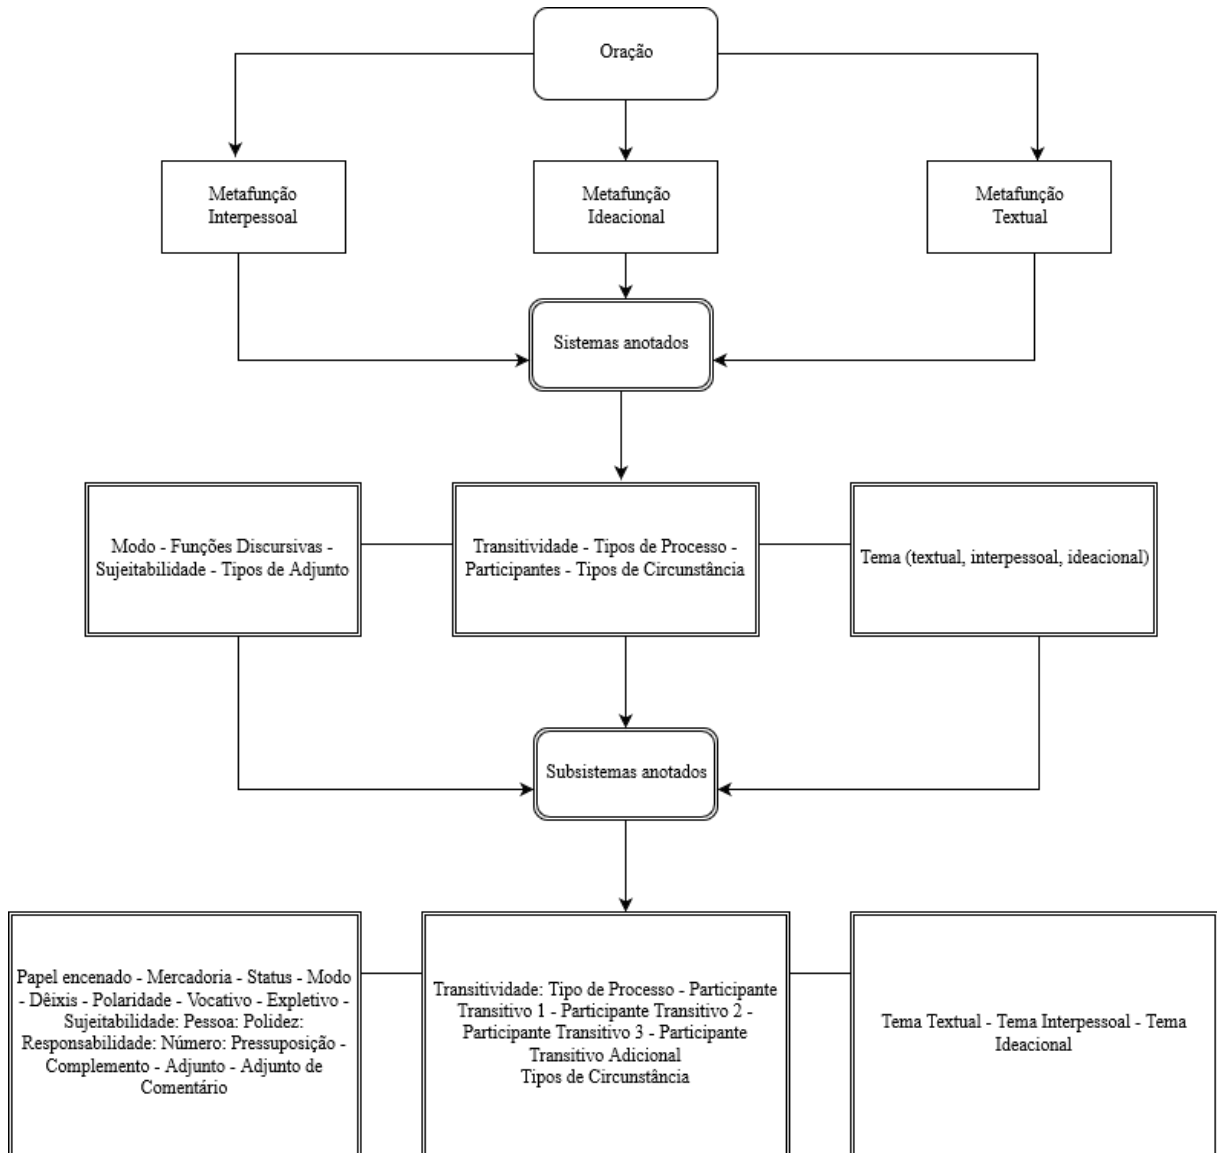 Oração
Metafunção
Interpessoal
Metafunção
Ideacional
Metafunção
Textual
Sistemas anotados
Modo - Funções Discursivas -
Sujeitabilidade - Tipos de Adjunto
Transitividade - Tipos de Processo -
Participantes - Tipos de Circunstância
Tema (textual, interpessoal, ideacional)
Subsistemas anotados
Papel encenado - Mercadoria - Status - Modo
- Dêixis - Polaridade - Vocativo - Expletivo -
Sujeitabilidade: Pessoa: Polidez:
Responsabilidade: Número: Pressuposição -
Complemento - Adjunto - Adjunto de
Comentário
Transitividade: Tipo de Processo - Participante
Transitivo 1 - Participante Transitivo 2 -
Participante Transitivo 3 - Participante
Transitivo Adicional
Tipos de Circunstância
Tema Textual - Tema Interpessoal - Tema
Ideacional